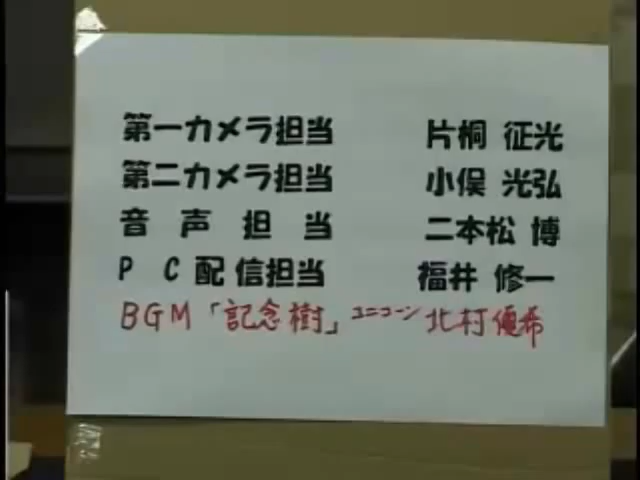 第一カメラ担当 片桐 征光
第二カメラ担当 小俣 光弘
音声担当 二本松 博
PC配信担当 福井 修一
BGM「記念樹」ユニコーン 北村優希